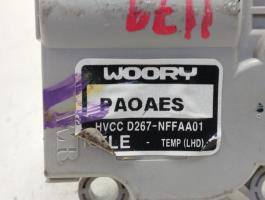 WOORY
PAOAES
HVCC D267-NFFAA01
LE - TEMP (LHD)